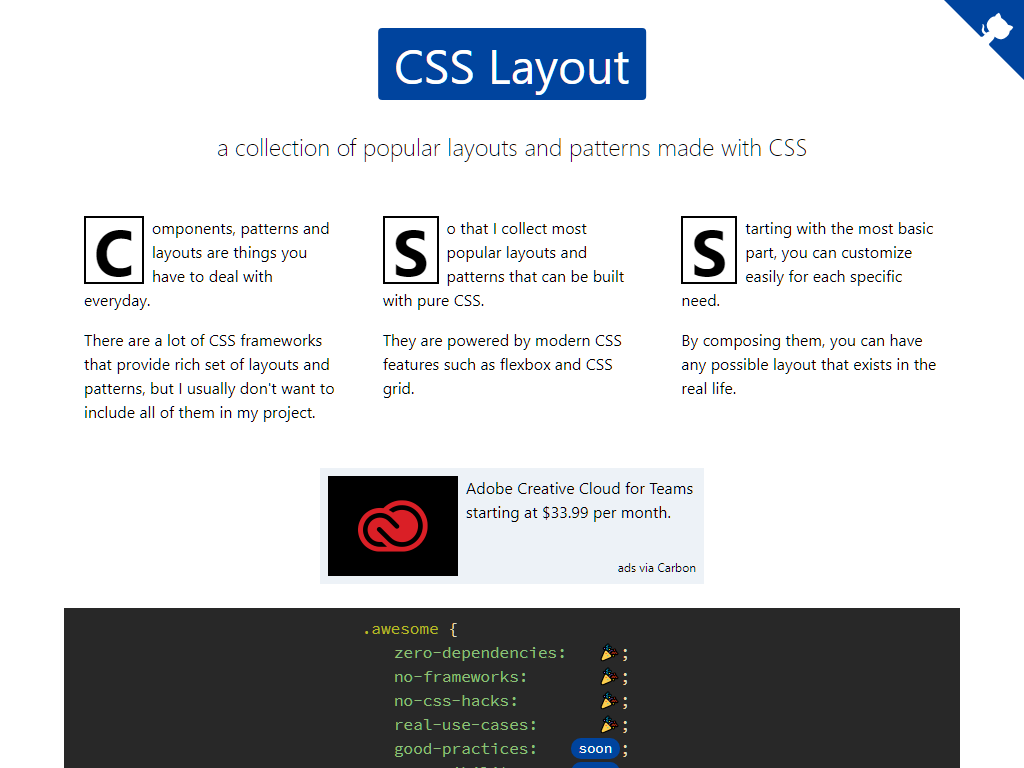 CSS Layout
a collection of popular layouts and patterns made with CSS
Components, patterns and
layouts are things you
have to deal with
everyday.
There are a lot of CSS frameworks
that provide rich set of layouts and
patterns, but I usually don't want to
include all of them in my project.
So that I collect most
popular layouts and
patterns that can be built
with pure CSS.
They are powered by modern CSS
features such as flexbox and CSS
grid.
Starting with the most basic
part, you can customize
easily for each specific
need.
By composing them, you can have
any possible layout that exists in the
real life.
Adobe Creative Cloud for Teams
starting at $33.99 per month.
ads via Carbon
.awesome {
zero-dependencies: 🎉;
no-frameworks: 🎉;
no-css-hacks: 🎉;
real-use-cases: 🎉;
good-practices: soon;